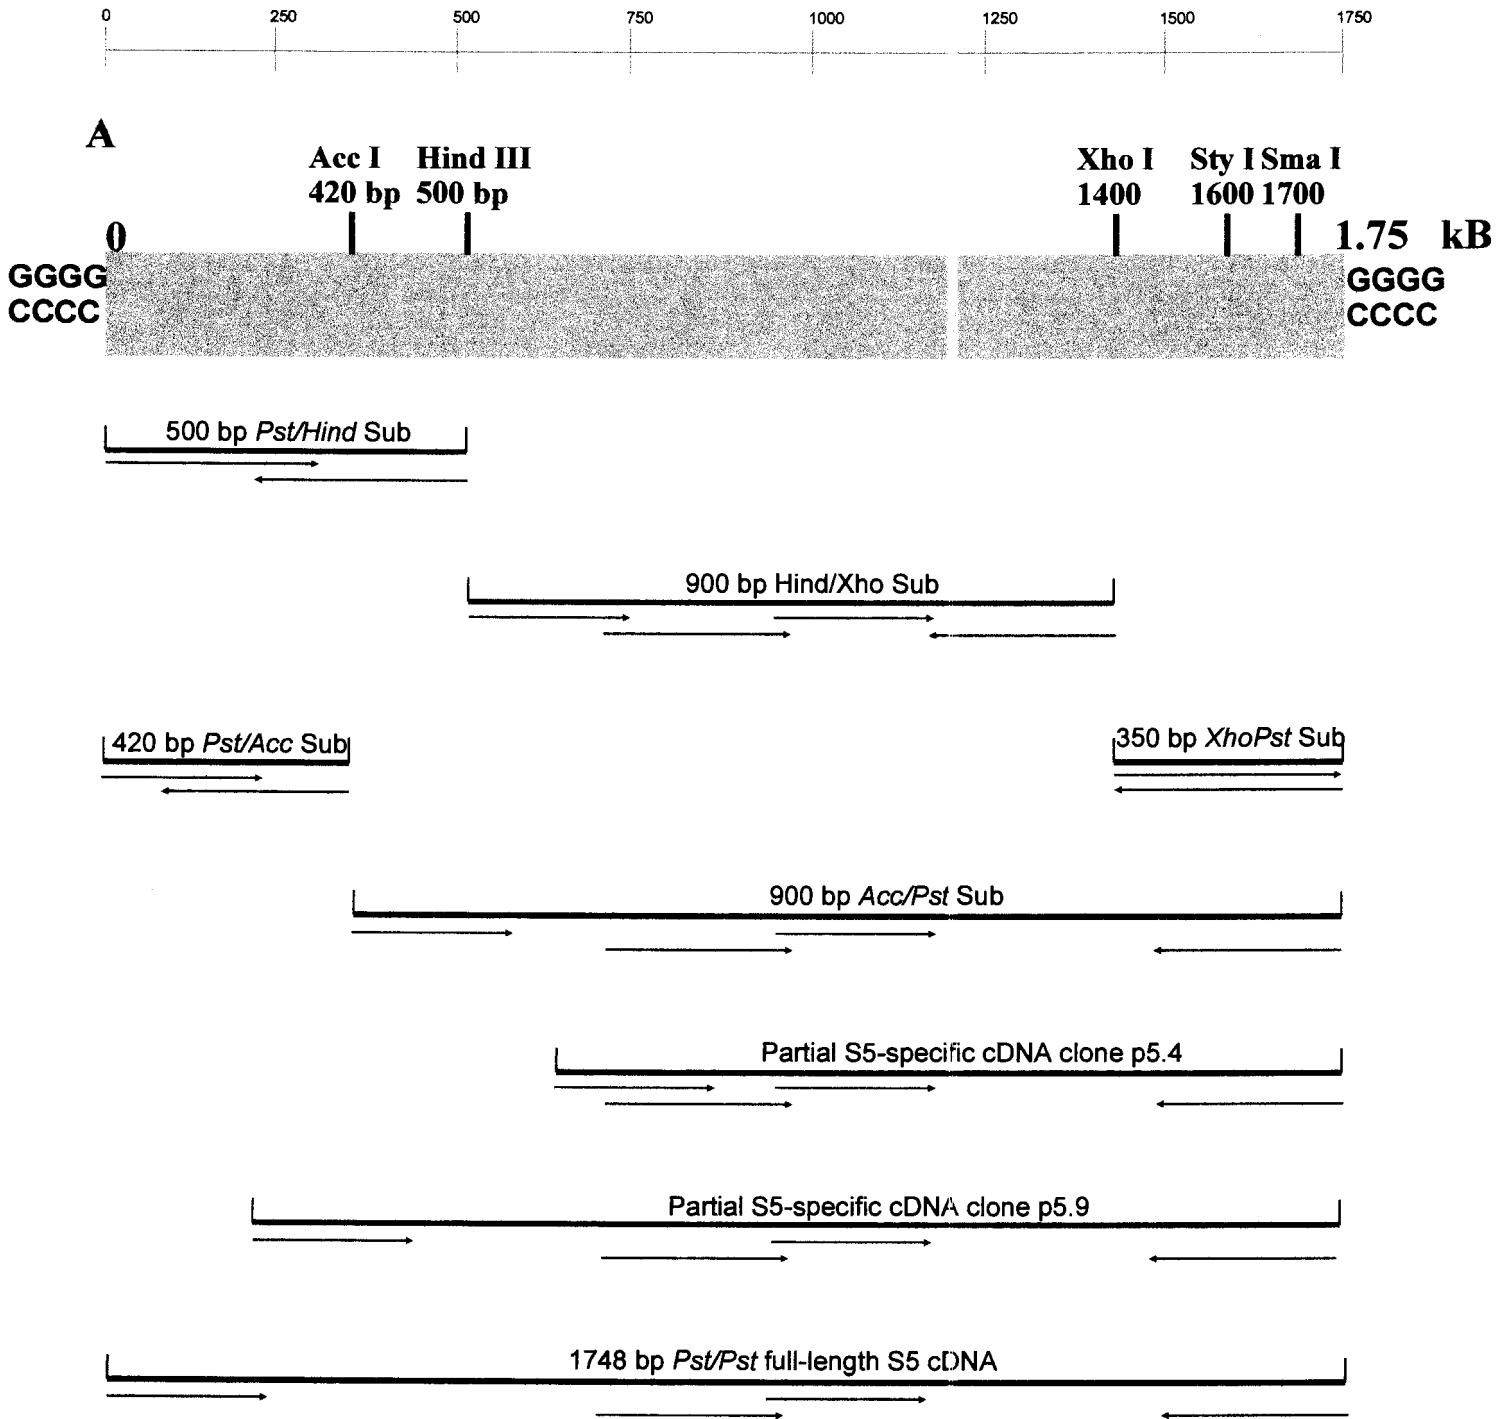 0 250 500 750 1000 1250 1500 1750
A
Acc I Hind III Xho I Sty I Sma I
420 bp 500 bp 1400 1600 1700
0 1.75 kB
GGGG GGGG
CCCC CCCC
500 bp Pst/Hind Sub
900 bp Hind/Xho Sub
420 bp Pst/Acc Sub 350 bp XhoPst Sub
900 bp Acc/Pst Sub
Partial S5-specific cDNA clone p5.4
Partial S5-specific cDNA clone p5.9
1748 bp Pst/Pst full-length S5 cDNA